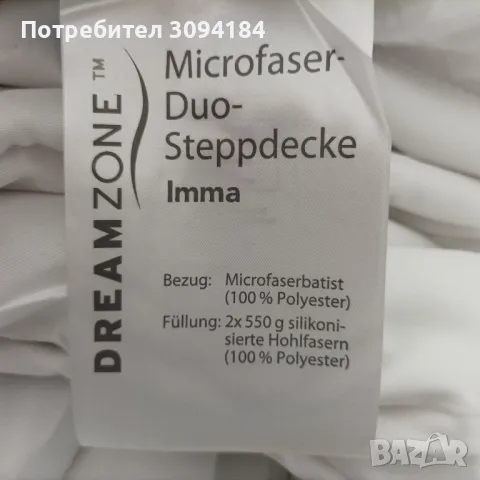 Потребител 3094184
DREAMZONE™
Microfaser-
Duo-
Steppdecke
Imma
Bezug: Microfaserbatist
(100 % Polyester)
Füllung: 2x 550 g silikoni-
sierte Hohlfasern
(100 % Polyester)
BAZAR